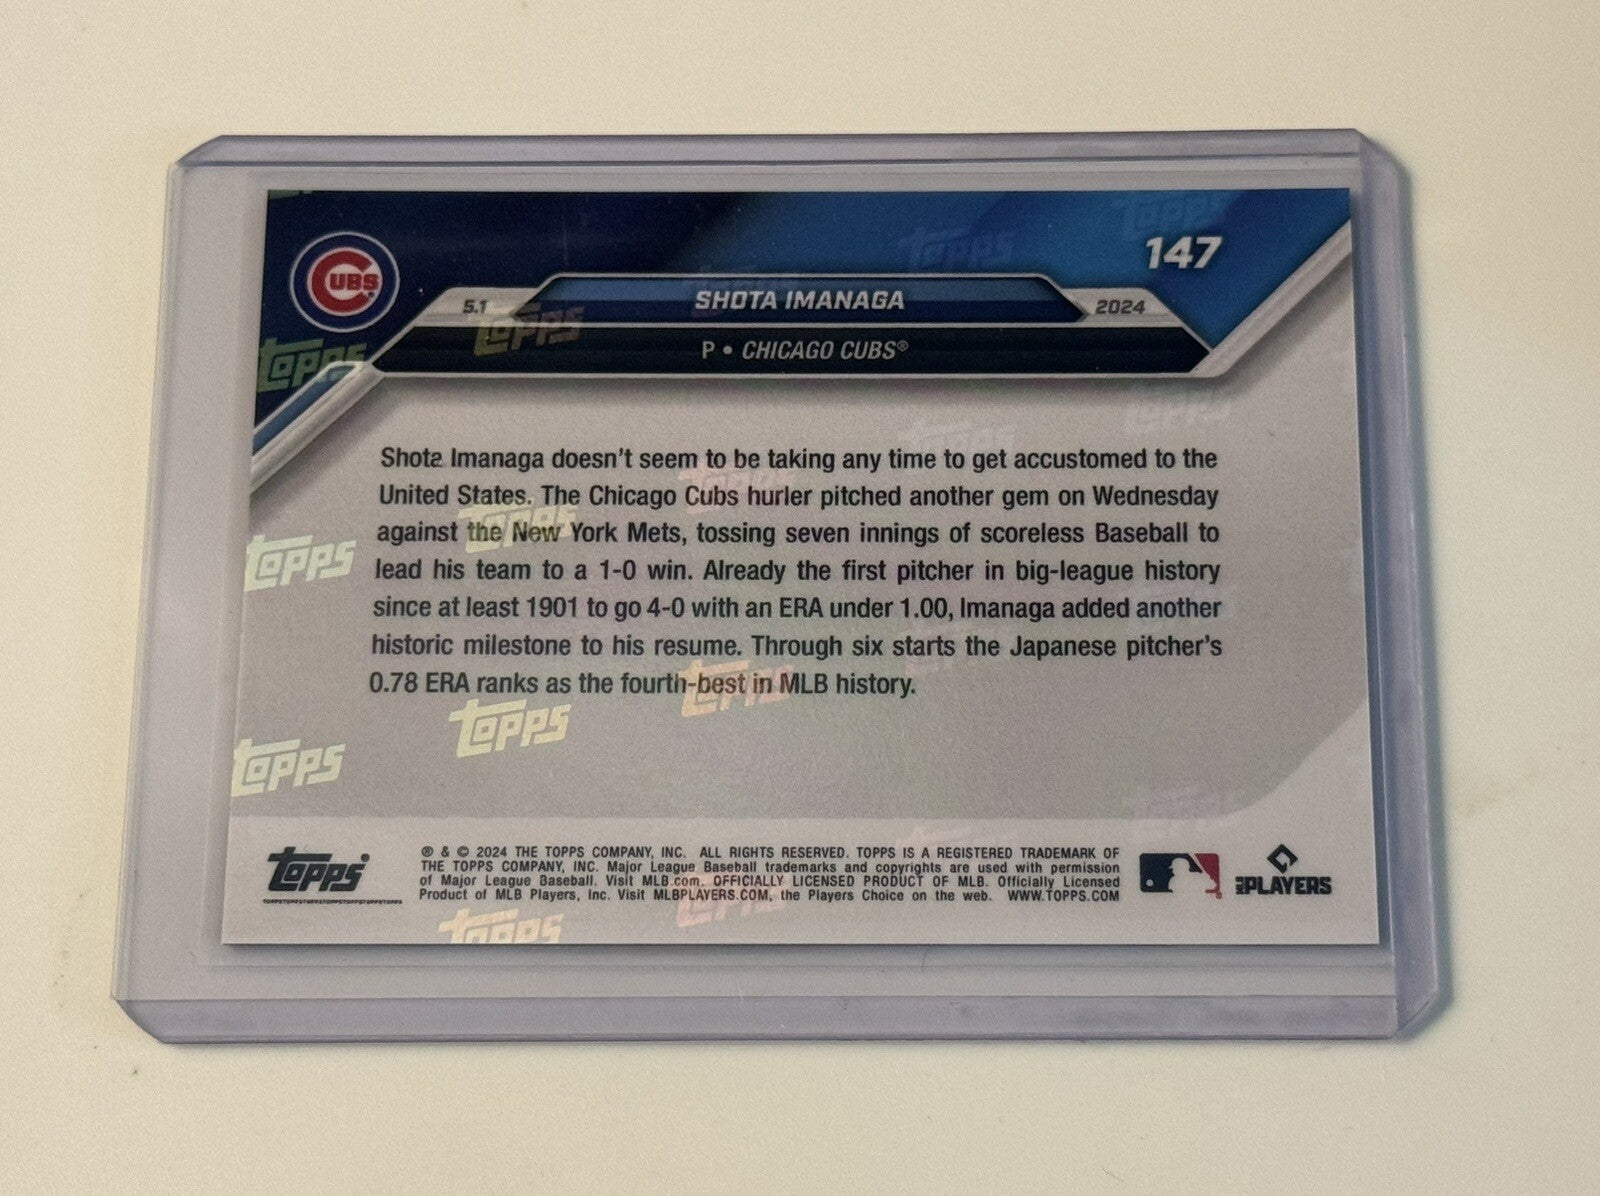 CUBS
147
5.1 SHOTA IMANAGA 2024
P • CHICAGO CUBS®
Shota Imanaga doesn't seem to be taking any time to get accustomed to the
United States. The Chicago Cubs hurler pitched another gem on Wednesday
against the New York Mets, tossing seven innings of scoreless Baseball to
lead his team to a 1-0 win. Already the first pitcher in big-league history
since at least 1901 to go 4-0 with an ERA under 1.00, Imanaga added another
historic milestone to his resume. Through six starts the Japanese pitcher's
0.78 ERA ranks as the fourth-best in MLB history.
Topps
Topps
Topps
Topps
Topps
Topps
Topps
® & © 2024 THE TOPPS COMPANY, INC. ALL RIGHTS RESERVED. TOPPS IS A REGISTERED TRADEMARK OF
THE TOPPS COMPANY, INC. Major League Baseball trademarks and copyrights are used with permission
of Major League Baseball. Visit MLB.com. OFFICIALLY LICENSED PRODUCT OF MLB. Officially Licensed
Product of MLB Players, Inc. Visit MLBPLAYERS.COM, the Players Choice on the web. WWW.TOPPS.COM
MLB PLAYERS